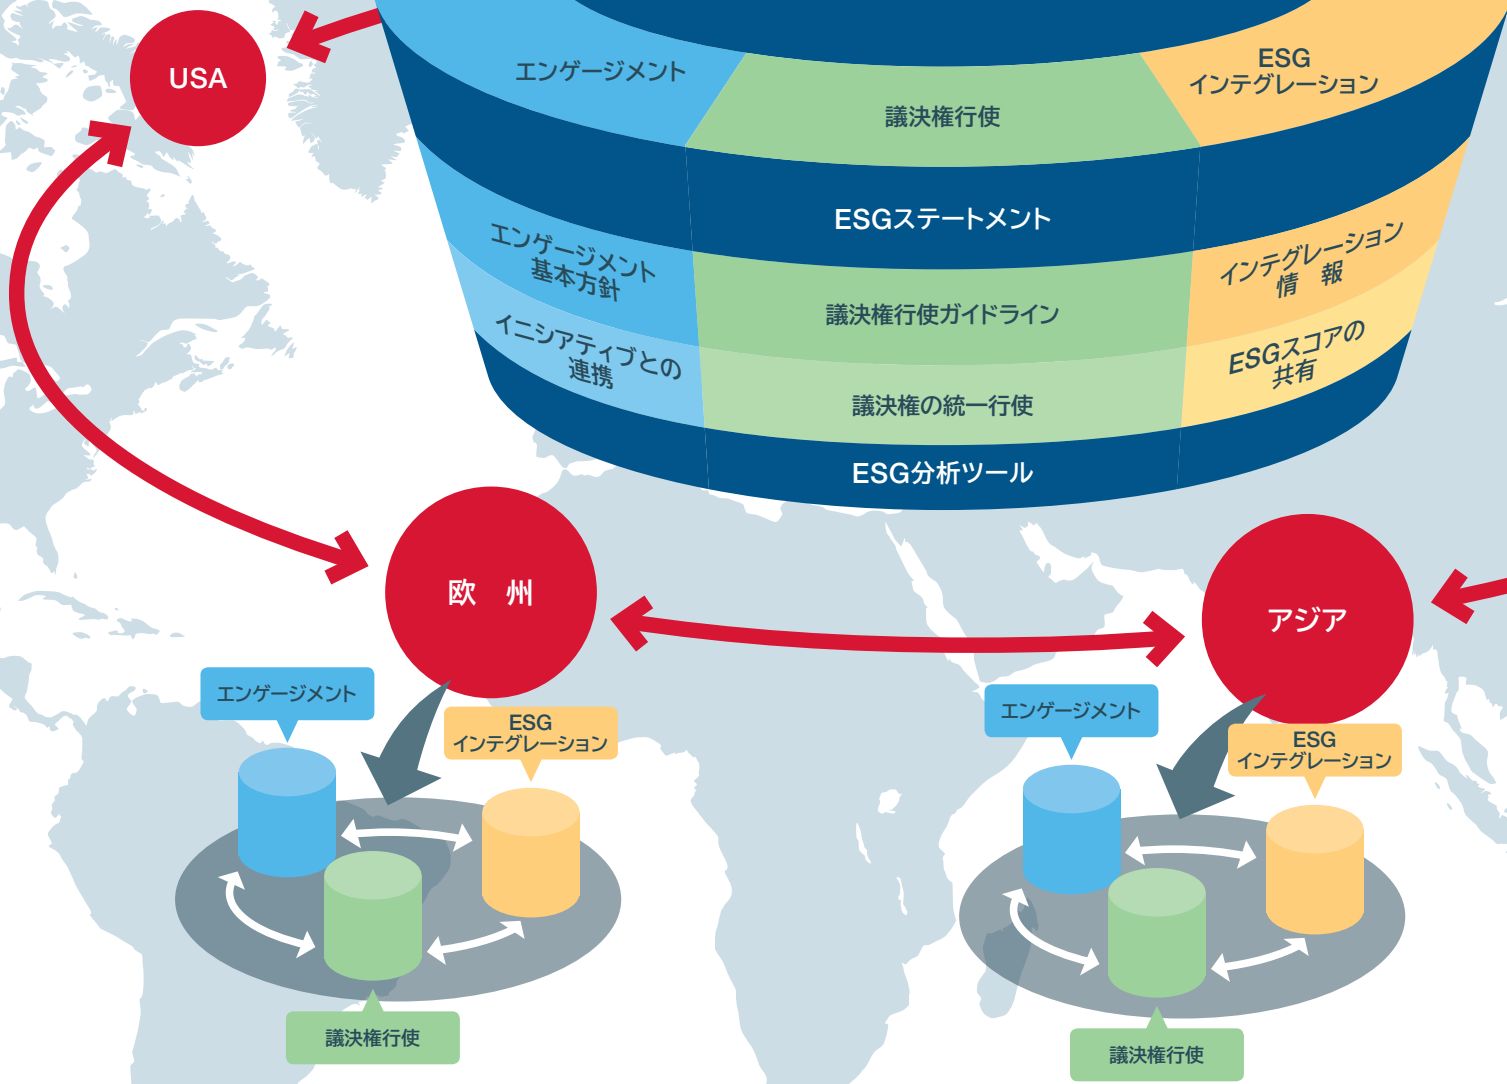 USA
エンゲージメント
議決権行使
ESG
インテグレーション
ESGステートメント
エンゲージメント
基本方針
議決権行使ガイドライン
インテグレーション
情　報
イニシアティブとの
連携
議決権の統一行使
ESGスコアの
共有
ESG分析ツール
欧　州
アジア
エンゲージメント
ESG
インテグレーション
議決権行使
エンゲージメント
ESG
インテグレーション
議決権行使